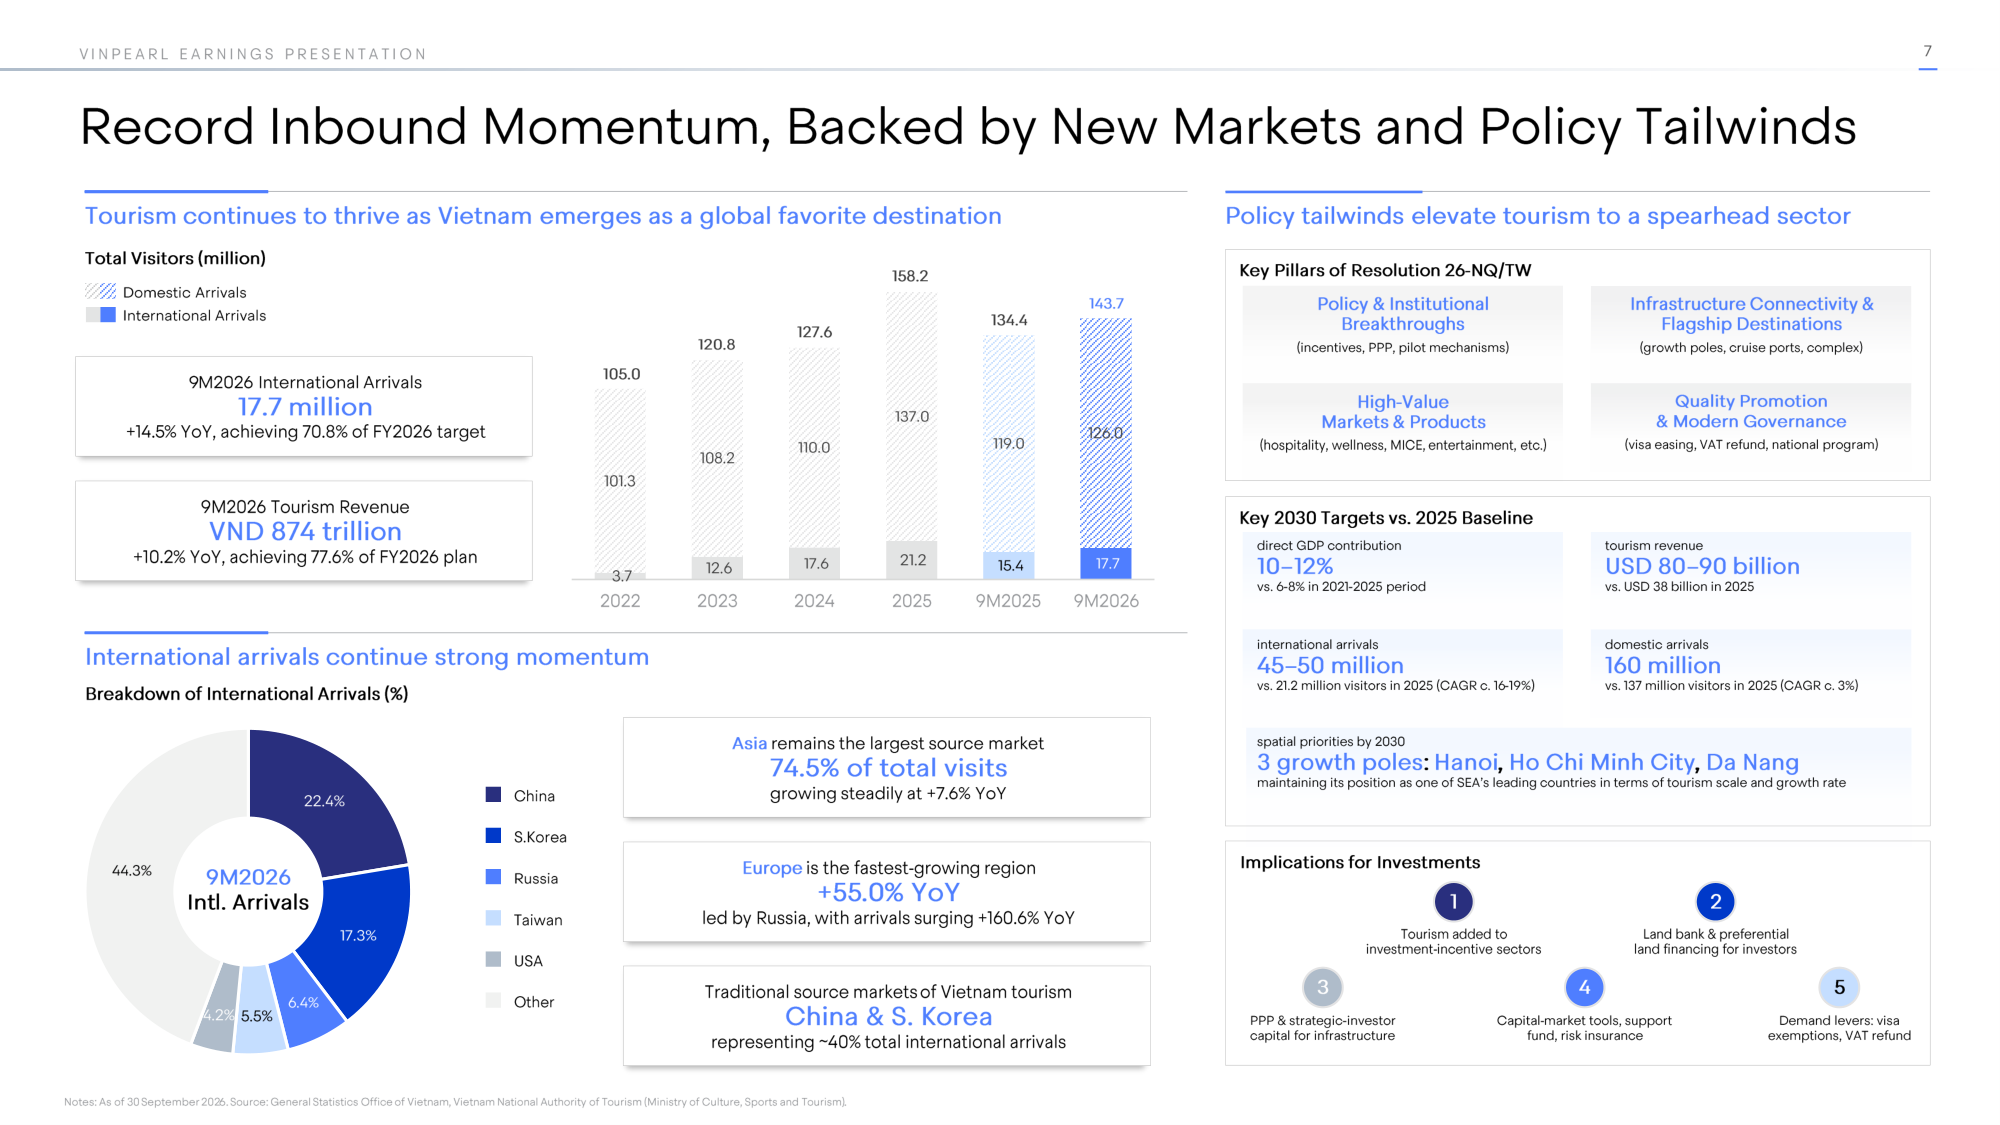 VINPEARL EARNINGS PRESENTATION
7
Record Inbound Momentum, Backed by New Markets and Policy Tailwinds
Tourism continues to thrive as Vietnam emerges as a global favorite destination
Total Visitors (million)
Domestic Arrivals
International Arrivals
9M2026 International Arrivals
17.7 million
+14.5% YoY, achieving 70.8% of FY2026 target
9M2026 Tourism Revenue
VND 874 trillion
+10.2% YoY, achieving 77.6% of FY2026 plan
105.0
120.8
127.6
158.2
134.4
143.7
101.3
108.2
110.0
137.0
119.0
126.0
3.7
12.6
17.6
21.2
15.4
17.7
2022
2023
2024
2025
9M2025
9M2026
International arrivals continue strong momentum
Breakdown of International Arrivals (%)
22.4%
17.3%
6.4%
5.5%
4.2%
44.3%
9M2026
Intl. Arrivals
China
S.Korea
Russia
Taiwan
USA
Other
Asia remains the largest source market
74.5% of total visits
growing steadily at +7.6% YoY
Europe is the fastest-growing region
+55.0% YoY
led by Russia, with arrivals surging +160.6% YoY
Traditional source markets of Vietnam tourism
China & S. Korea
representing ~40% total international arrivals
Policy tailwinds elevate tourism to a spearhead sector
Key Pillars of Resolution 26-NQ/TW
Policy & Institutional
Breakthroughs
(incentives, PPP, pilot mechanisms)
Infrastructure Connectivity &
Flagship Destinations
(growth poles, cruise ports, complex)
High-Value
Markets & Products
(hospitality, wellness, MICE, entertainment, etc.)
Quality Promotion
& Modern Governance
(visa easing, VAT refund, national program)
Key 2030 Targets vs. 2025 Baseline
direct GDP contribution
10–12%
vs. 6-8% in 2021-2025 period
tourism revenue
USD 80–90 billion
vs. USD 38 billion in 2025
international arrivals
45–50 million
vs. 21.2 million visitors in 2025 (CAGR c. 16-19%)
domestic arrivals
160 million
vs. 137 million visitors in 2025 (CAGR c. 3%)
spatial priorities by 2030
3 growth poles: Hanoi, Ho Chi Minh City, Da Nang
maintaining its position as one of SEA's leading countries in terms of tourism scale and growth rate
Implications for Investments
1
Tourism added to
investment-incentive sectors
2
Land bank & preferential
land financing for investors
3
PPP & strategic-investor
capital for infrastructure
4
Capital-market tools, support
fund, risk insurance
5
Demand levers: visa
exemptions, VAT refund
Notes: As of 30 September 2026. Source: General Statistics Office of Vietnam, Vietnam National Authority of Tourism (Ministry of Culture, Sports and Tourism).